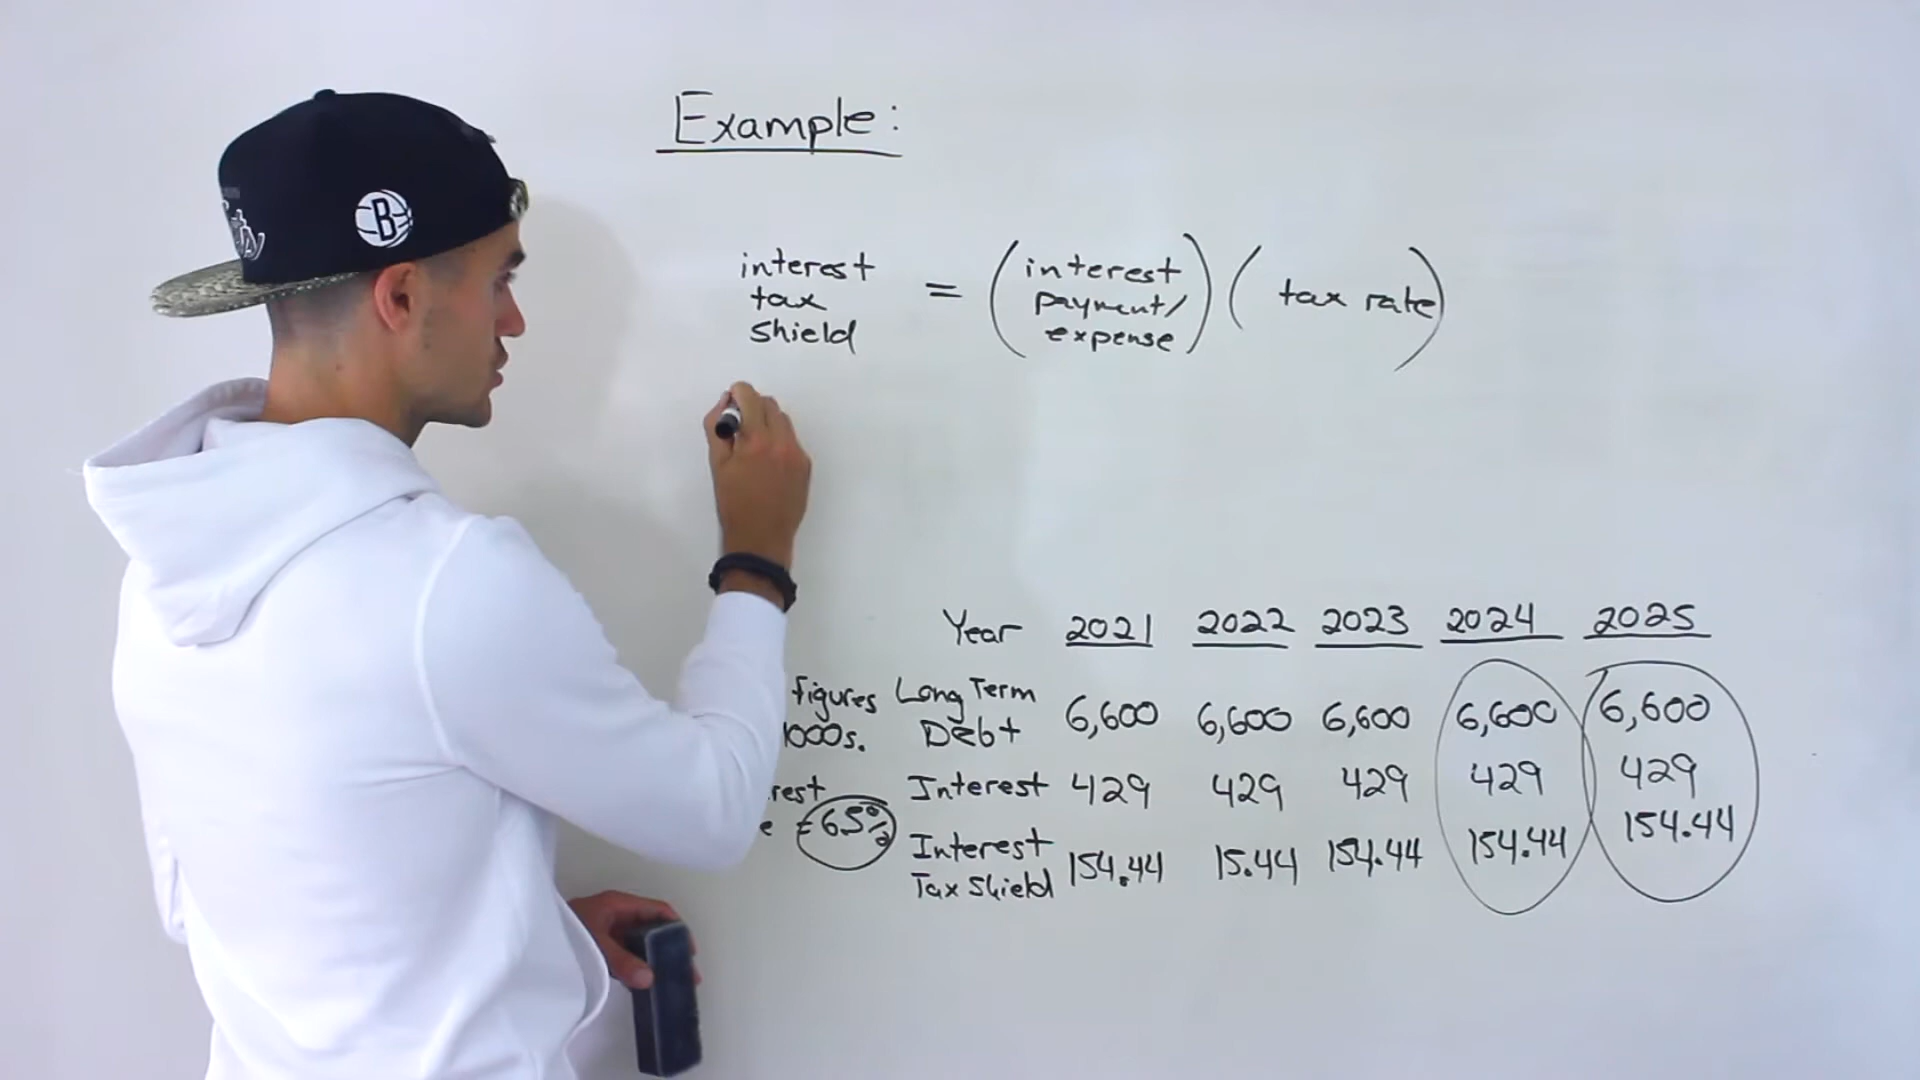 Example:
interest
tax
shield
=
(interest
payment/
expense)
(tax rate)
Year 2021 2022 2023 2024 2025
figures
1000s.
Long Term
Debt
6,600 6,600 6,600 6,600 6,600
Interest 429 429 429 429 429
= 6.5%
Interest
Tax Shield
154.44 15.44 154.44 154.44 154.44
B